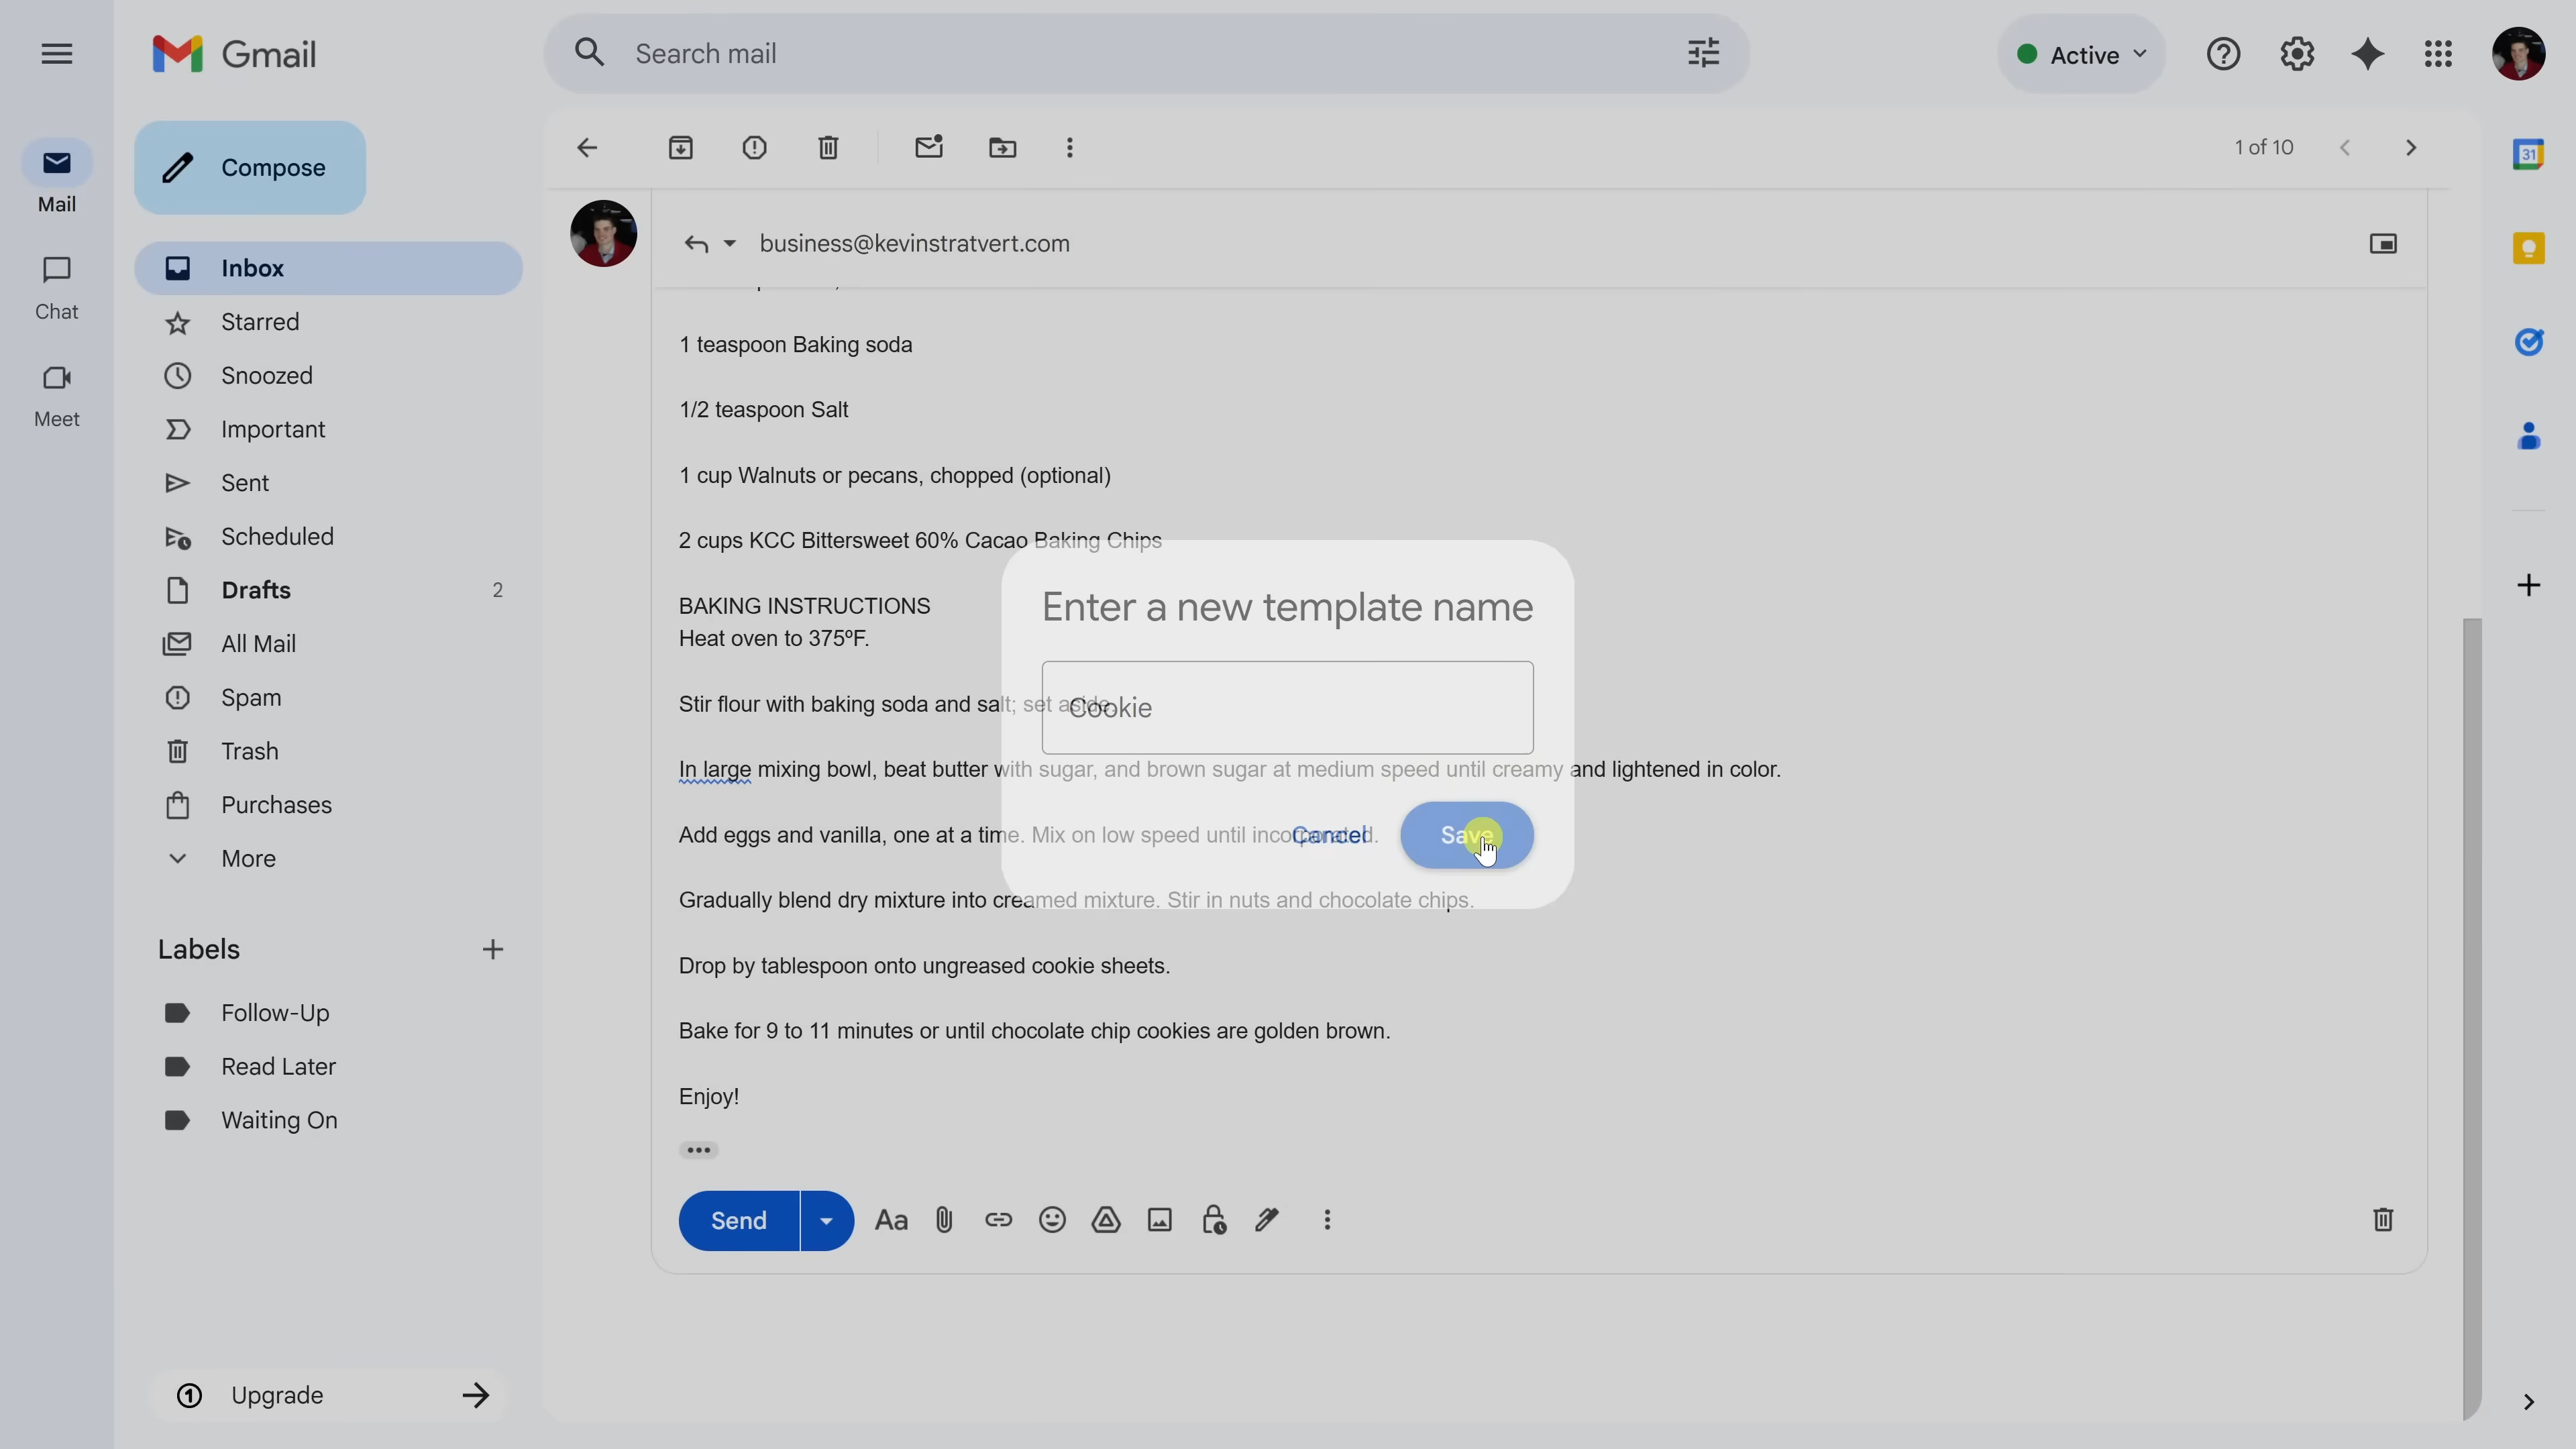 Gmail
Search mail
Active
Compose
Mail
Chat
Meet
Inbox
Starred
Snoozed
Important
Sent
Scheduled
Drafts 2
All Mail
Spam
Trash
Purchases
More
Labels
Follow-Up
Read Later
Waiting On
Upgrade
1 of 10
31
business@kevinstratvert.com
1 teaspoon Baking soda
1/2 teaspoon Salt
1 cup Walnuts or pecans, chopped (optional)
2 cups KCC Bittersweet 60% Cacao Baking Chips
BAKING INSTRUCTIONS
Heat oven to 375ºF.
Stir flour with baking soda and salt; set aside.
In large mixing bowl, beat butter with sugar, and brown sugar at medium speed until creamy and lightened in color.
Add eggs and vanilla, one at a time. Mix on low speed until incorporated.
Gradually blend dry mixture into creamed mixture. Stir in nuts and chocolate chips.
Drop by tablespoon onto ungreased cookie sheets.
Bake for 9 to 11 minutes or until chocolate chip cookies are golden brown.
Enjoy!
Send
Aa
Enter a new template name
Cookie
Cancel
Save